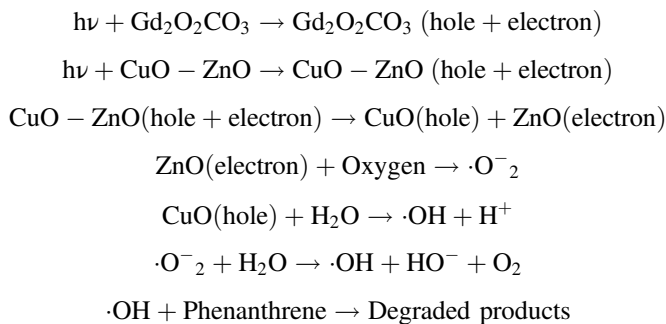 hν + Gd₂O₂CO₃ → Gd₂O₂CO₃ (hole + electron)
hν + CuO − ZnO → CuO − ZnO (hole + electron)
CuO − ZnO(hole + electron) → CuO(hole) + ZnO(electron)
ZnO(electron) + Oxygen → ·O⁻₂
CuO(hole) + H₂O → ·OH + H⁺
·O⁻₂ + H₂O → ·OH + HO⁻ + O₂
·OH + Phenanthrene → Degraded products